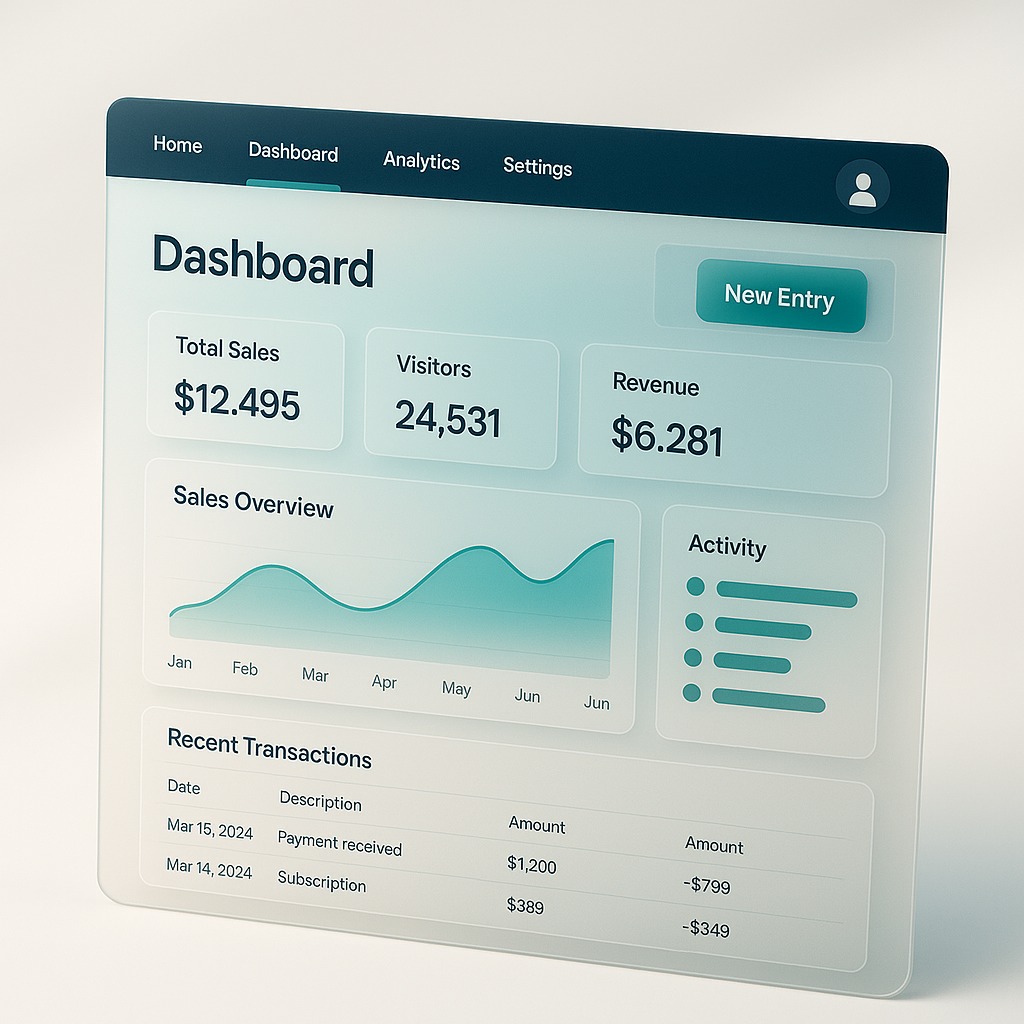 Home Dashboard Analytics Settings
Dashboard
New Entry
Total Sales
$12.495
Visitors
24,531
Revenue
$6.281
Sales Overview
Jan Feb Mar Apr May Jun Jun
Activity
Recent Transactions
Date Description Amount Amount
Mar 15, 2024 Payment received $1,200 -$799
Mar 14, 2024 Subscription $389 -$349